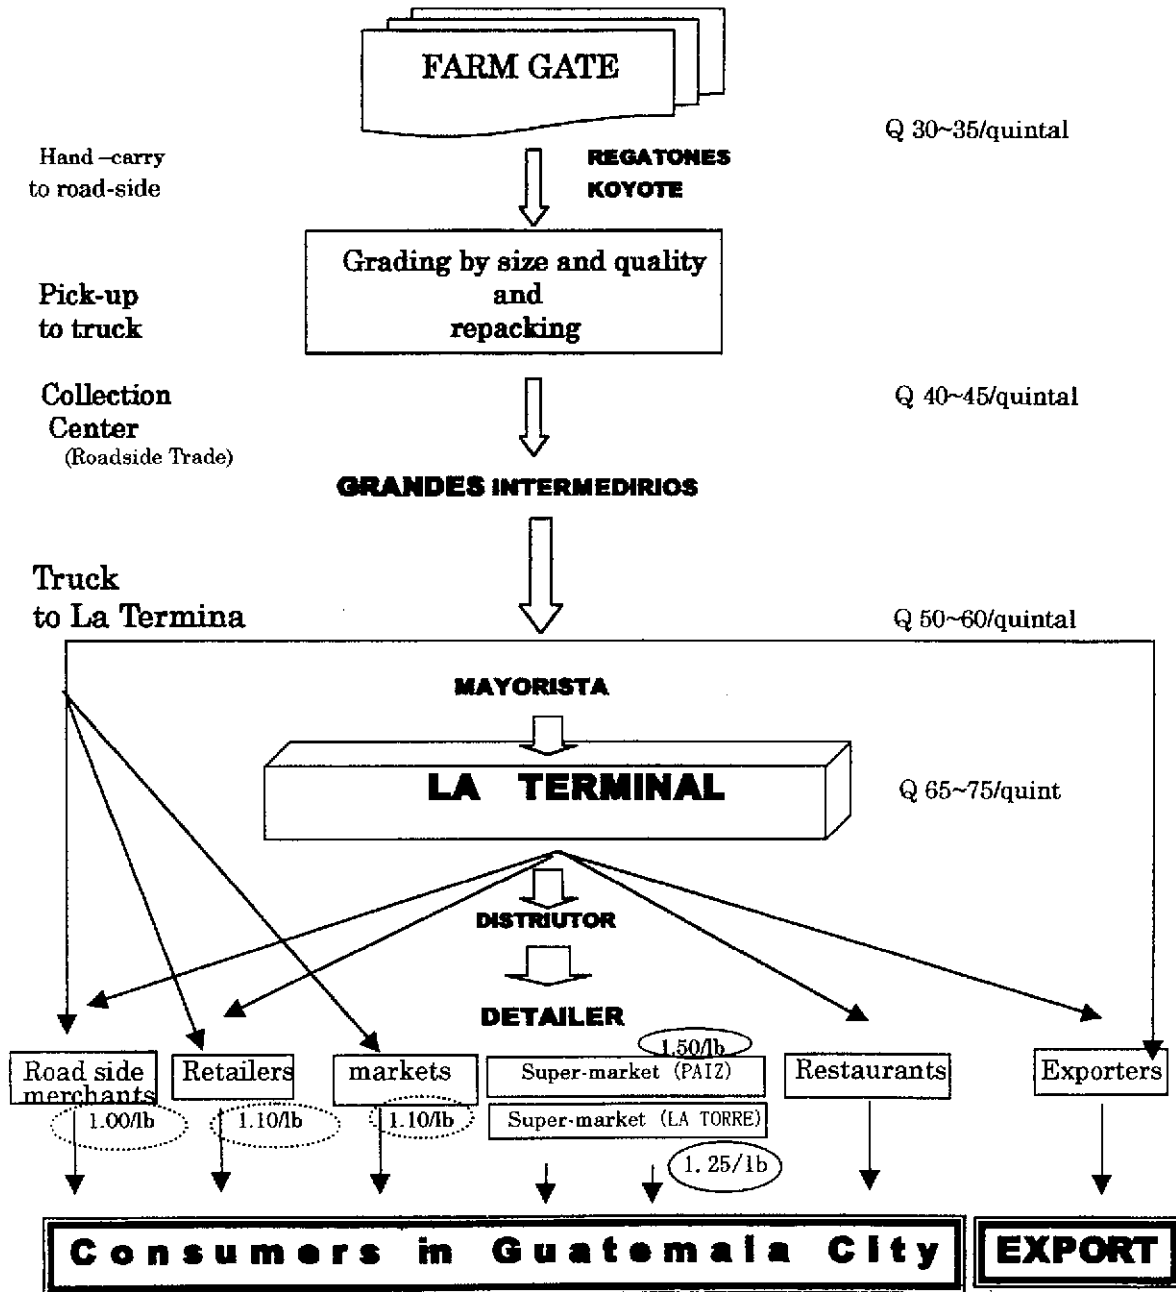 FARM GATE
Q 30~35/quintal
Hand –carry
to road-side
REGATONES
KOYOTE
Grading by size and quality
and
repacking
Pick-up
to truck
Collection
Center
(Roadside Trade)
Q 40~45/quintal
GRANDES INTERMEDIRIOS
Truck
to La Termina
Q 50~60/quintal
MAYORISTA
LA TERMINAL
Q 65~75/quint
DISTRIUTOR
DETAILER
1.50/lb
Road side
merchants
Retailers
markets
Super-market (PAIZ)
Restaurants
Exporters
1.00/lb
1.10/lb
1.10/lb
Super-market (LA TORRE)
1.25/lb
Consumers in Guatemala City
EXPORT